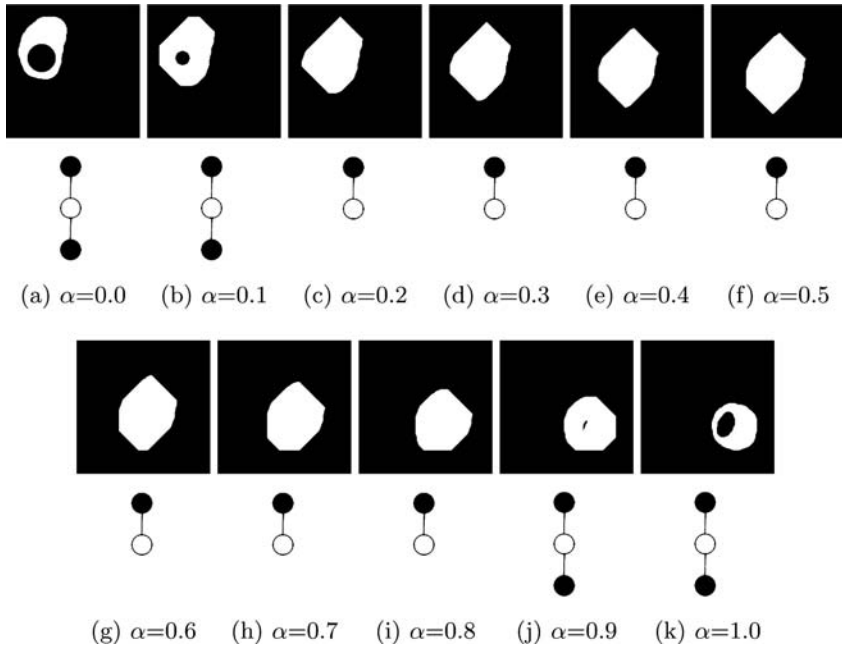 (a) α=0.0 (b) α=0.1 (c) α=0.2 (d) α=0.3 (e) α=0.4 (f) α=0.5
(g) α=0.6 (h) α=0.7 (i) α=0.8 (j) α=0.9 (k) α=1.0